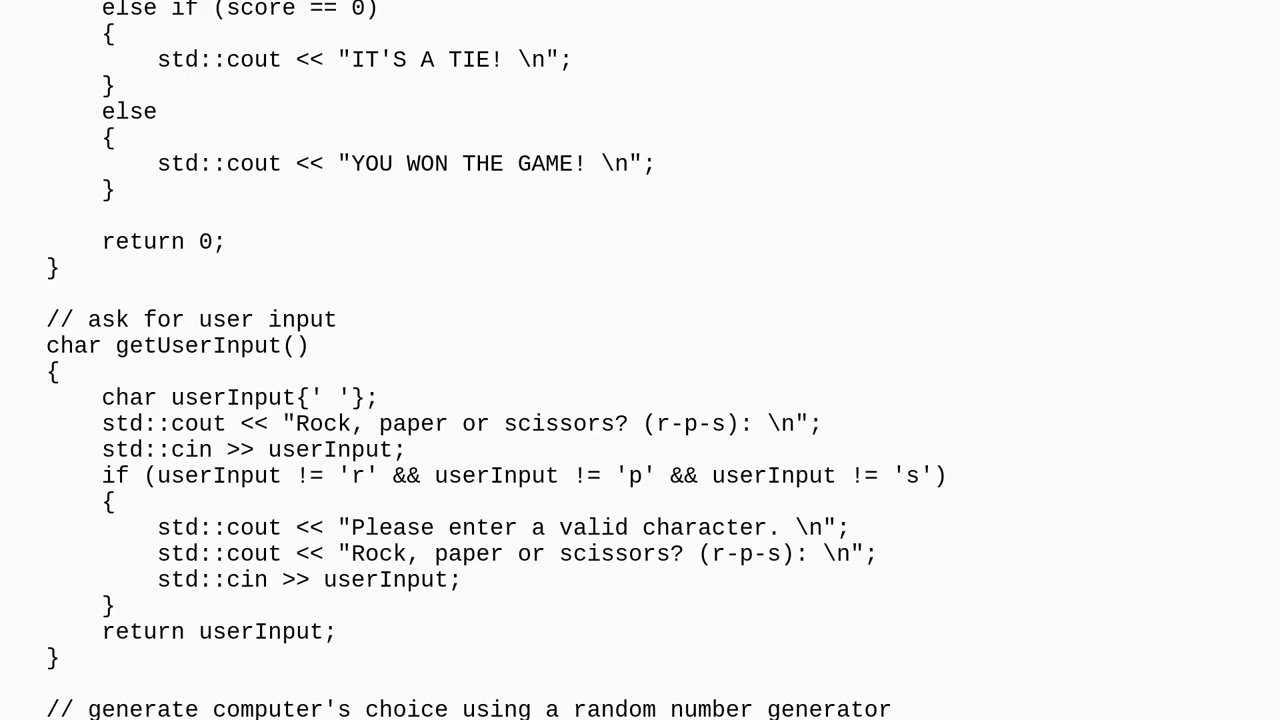 else if (score == 0)
{
std::cout << "IT'S A TIE! \n";
}
else
{
std::cout << "YOU WON THE GAME! \n";
}
return 0;
}
// ask for user input
char getUserInput()
{
char userInput{' '};
std::cout << "Rock, paper or scissors? (r-p-s): \n";
std::cin >> userInput;
if (userInput != 'r' && userInput != 'p' && userInput != 's')
{
std::cout << "Please enter a valid character. \n";
std::cout << "Rock, paper or scissors? (r-p-s): \n";
std::cin >> userInput;
}
return userInput;
}
// generate computer's choice using a random number generator